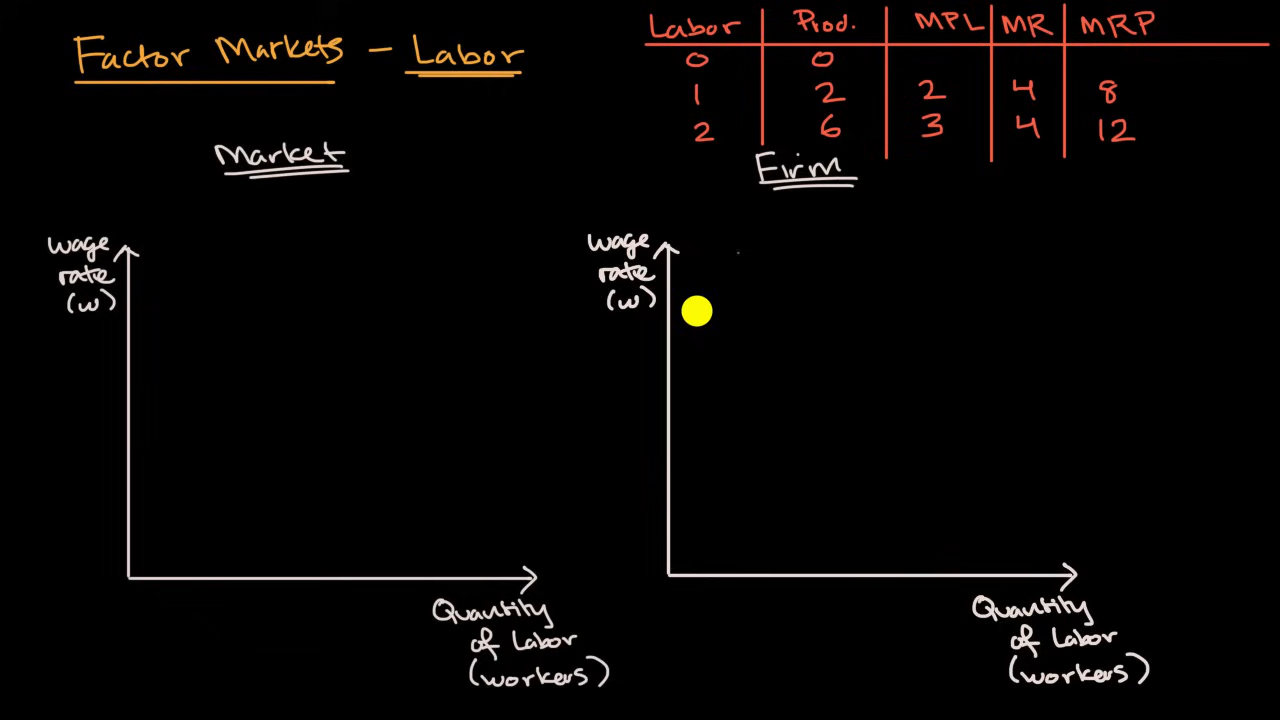 Factor Markets - Labor
Labor Prod. MPL MR MRP
0 0
1 2 2 4 8
2 6 3 4 12
Market
Firm
wage
rate
(w)
Quantity
of Labor
(workers)
wage
rate
(w)
Quantity
of Labor
(workers)